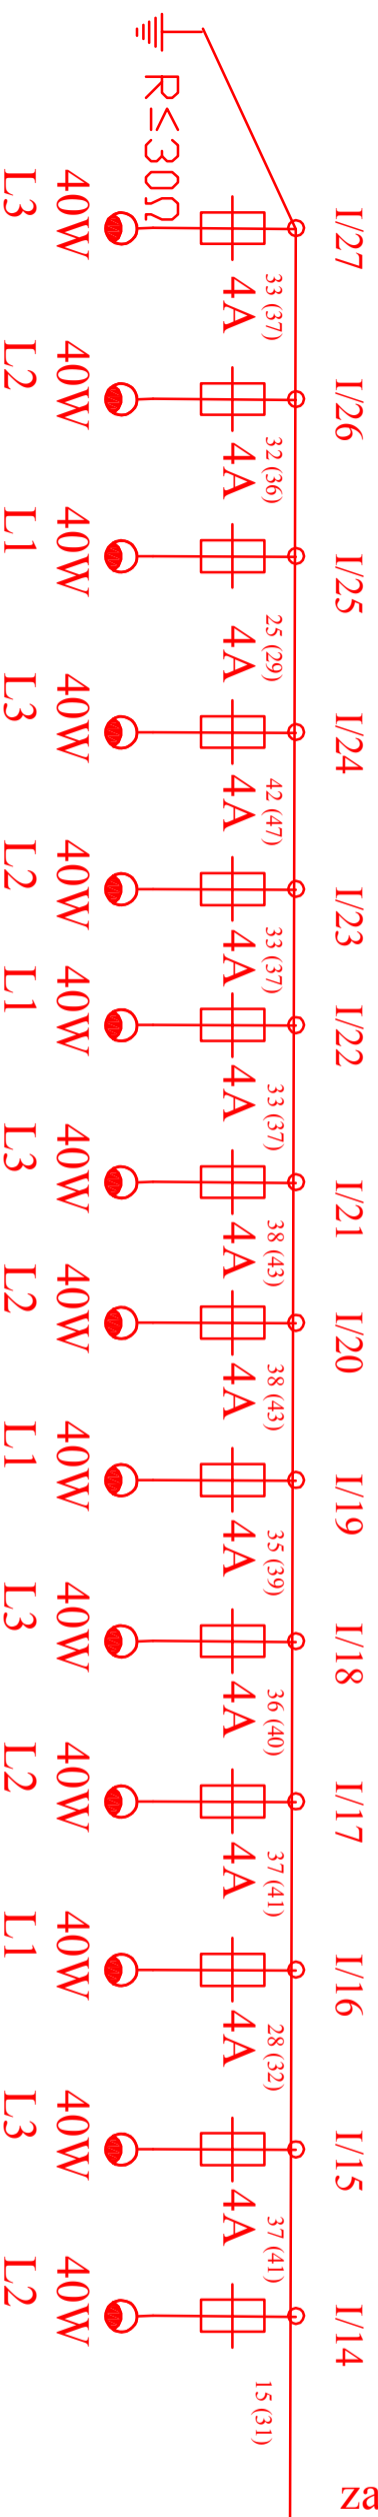 I/27 I/26 I/25 I/24 I/23 I/22 I/21 I/20 I/19 I/18 I/17 I/16 I/15 I/14
33 (37) 32 (36) 25 (29) 42 (47) 33 (37) 33 (37) 38 (43) 38 (43) 35 (39) 36 (40) 37 (41) 28 (32) 37 (41) 15 (31)
4A 4A 4A 4A 4A 4A 4A 4A 4A 4A 4A 4A 4A
R≤30Ω
40W 40W 40W 40W 40W 40W 40W 40W 40W 40W 40W 40W 40W 40W
L3 L2 L1 L3 L2 L1 L3 L2 L1 L3 L2 L1 L3 L2
za